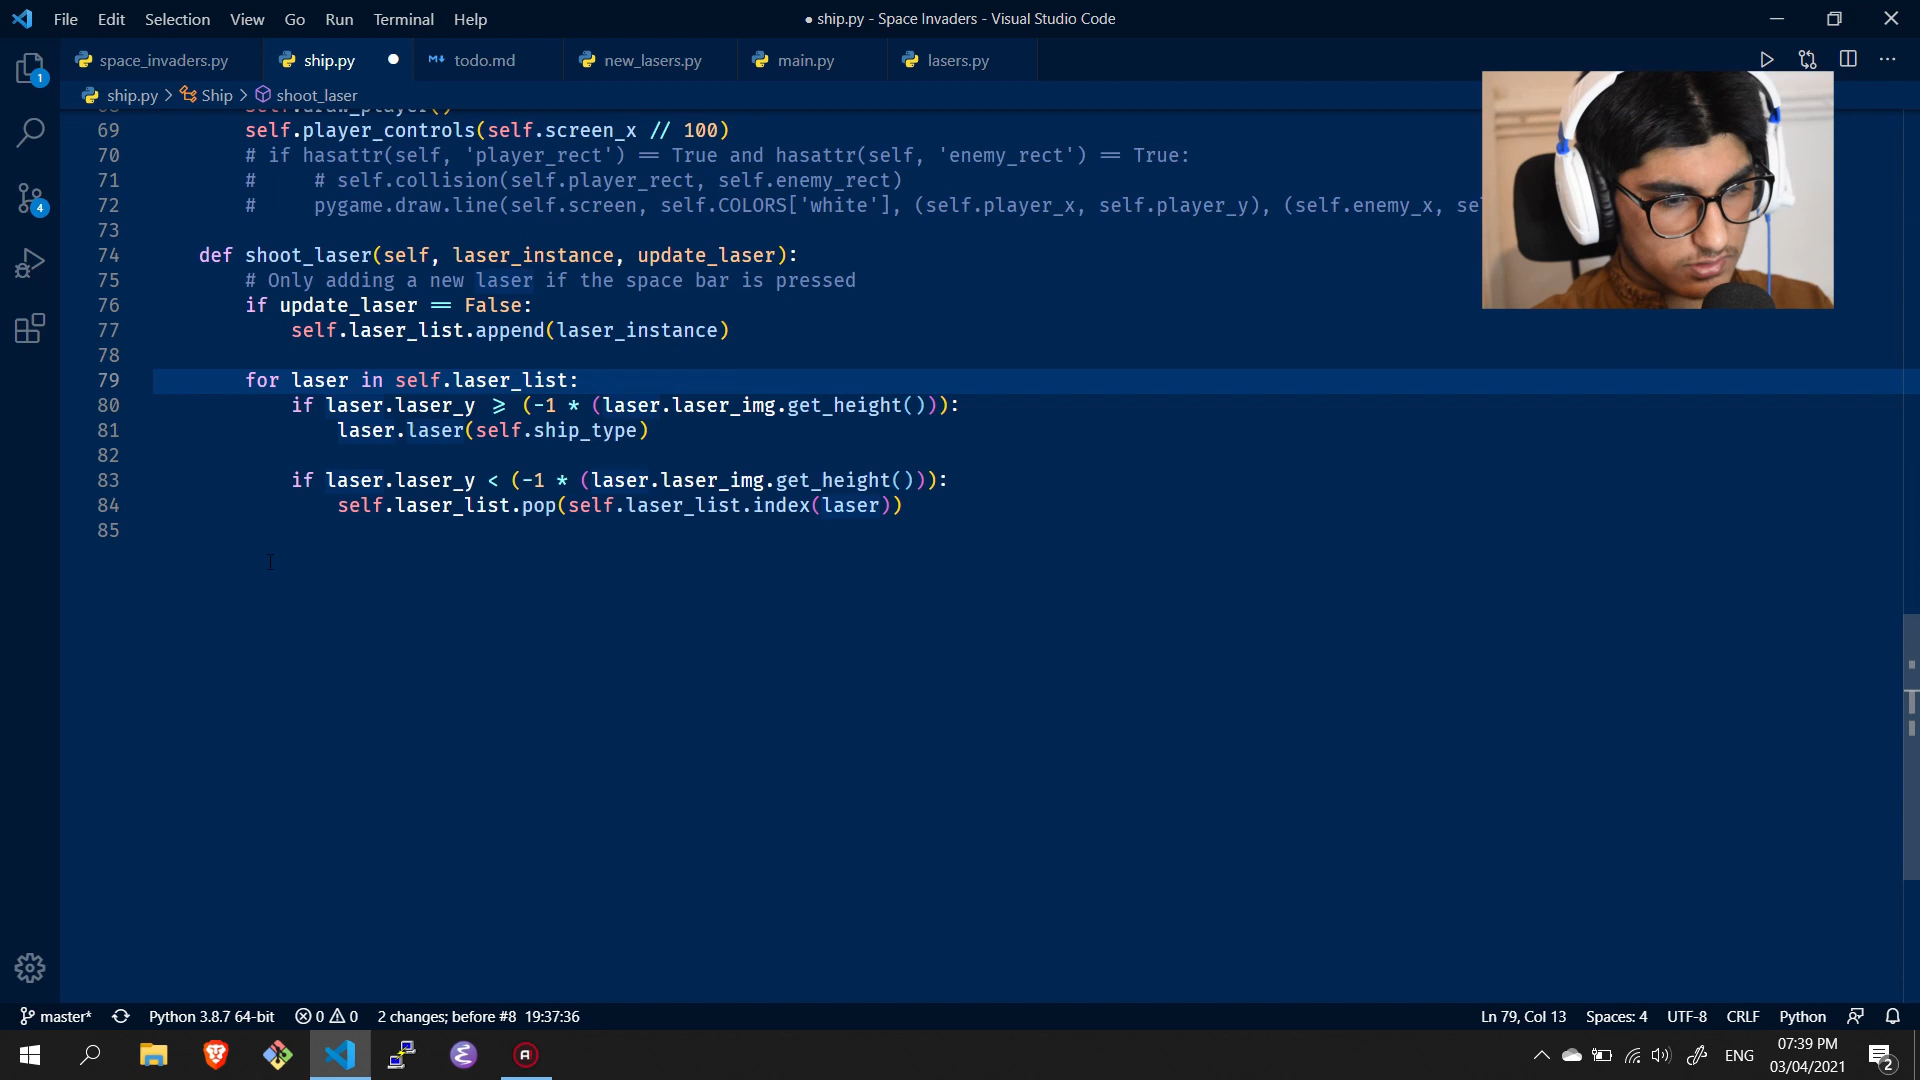 File Edit Selection View Go Run Terminal Help
● ship.py - Space Invaders - Visual Studio Code
space_invaders.py ship.py todo.md new_lasers.py main.py lasers.py
ship.py > Ship > shoot_laser
1
4
68 self.draw_player()
69 self.player_controls(self.screen_x // 100)
70 # if hasattr(self, 'player_rect') == True and hasattr(self, 'enemy_rect') == True:
71 #     # self.collision(self.player_rect, self.enemy_rect)
72 #     pygame.draw.line(self.screen, self.COLORS['white'], (self.player_x, self.player_y), (self.enemy_x, se
73
74 def shoot_laser(self, laser_instance, update_laser):
75 # Only adding a new laser if the space bar is pressed
76 if update_laser == False:
77 self.laser_list.append(laser_instance)
78
79 for laser in self.laser_list:
80 if laser.laser_y >= (-1 * (laser.laser_img.get_height())):
81 laser.laser(self.ship_type)
82
83 if laser.laser_y < (-1 * (laser.laser_img.get_height())):
84 self.laser_list.pop(self.laser_list.index(laser))
85
master* Python 3.8.7 64-bit 0 0 2 changes; before #8 19:37:36 Ln 79, Col 13 Spaces: 4 UTF-8 CRLF Python
ENG 07:39 PM
03/04/2021
2